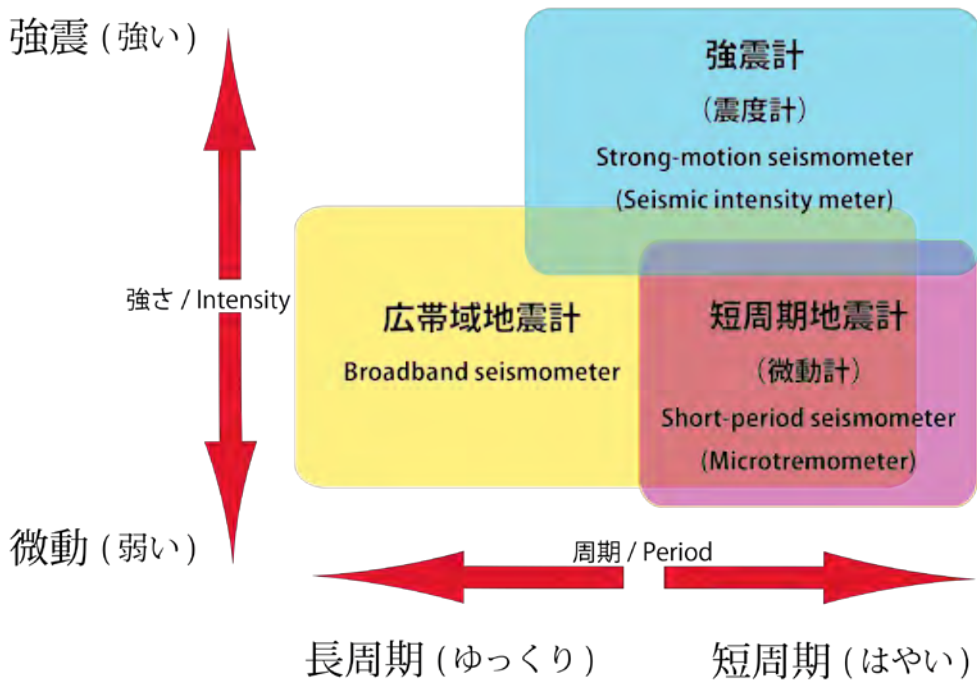 強震 ( 強い )
強震計
（震度計）
Strong-motion seismometer
(Seismic intensity meter)
強さ / Intensity
広帯域地震計
Broadband seismometer
短周期地震計
（微動計）
Short-period seismometer
(Microtremometer)
微動 ( 弱い )
周期 / Period
長周期 ( ゆっくり )
短周期 ( はやい )